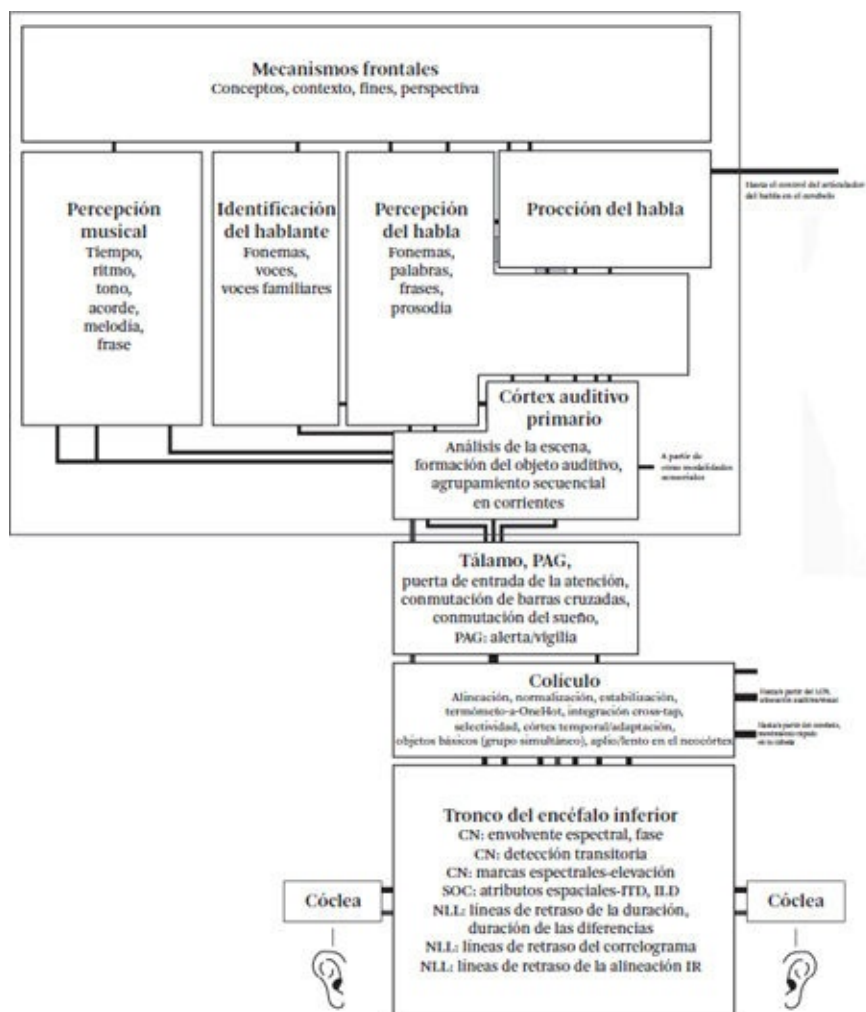 Mecanismos frontales
Conceptos, contexto, fines, perspectiva
Percepción
musical
Tiempo,
ritmo,
tono,
acorde,
melodía,
frase
Identificación
del hablante
Fonemas,
voces,
voces familiares
Percepción
del habla
Fonemas,
palabras,
frases,
prosodia
Procción del habla
Hasta el control del articulador
del habla en el cerebelo
Córtex auditivo
primario
Análisis de la escena,
formación del objeto auditivo,
agrupamiento secuencial
en corrientes
A partir de
otras modalidades
sensoriales
Tálamo, PAG,
puerta de entrada de la atención,
conmutación de barras cruzadas,
conmutación del sueño,
PAG: alerta/vigilia
Colículo
Alineación, normalización, estabilización,
termómeto-a-OneHot, integración cross-tap,
selectividad, córtex temporal/adaptación,
objetos básicos (grupo simultáneo), aplio/lento en el neocórtex
Tronco del encéfalo inferior
CN: envolvente espectral, fase
CN: detección transitoria
CN: marcas espectrales-elevación
SOC: atributos espaciales-ITD, ILD
NLL: líneas de retraso de la duración,
duración de las diferencias
NLL: líneas de retraso del correlograma
NLL: líneas de retraso de la alineación IR
Cóclea
Cóclea